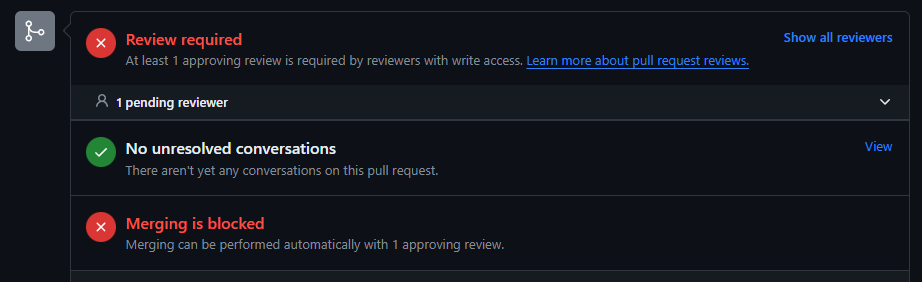 Review required
Show all reviewers
At least 1 approving review is required by reviewers with write access. Learn more about pull request reviews.
1 pending reviewer
No unresolved conversations
View
There aren't yet any conversations on this pull request.
Merging is blocked
Merging can be performed automatically with 1 approving review.